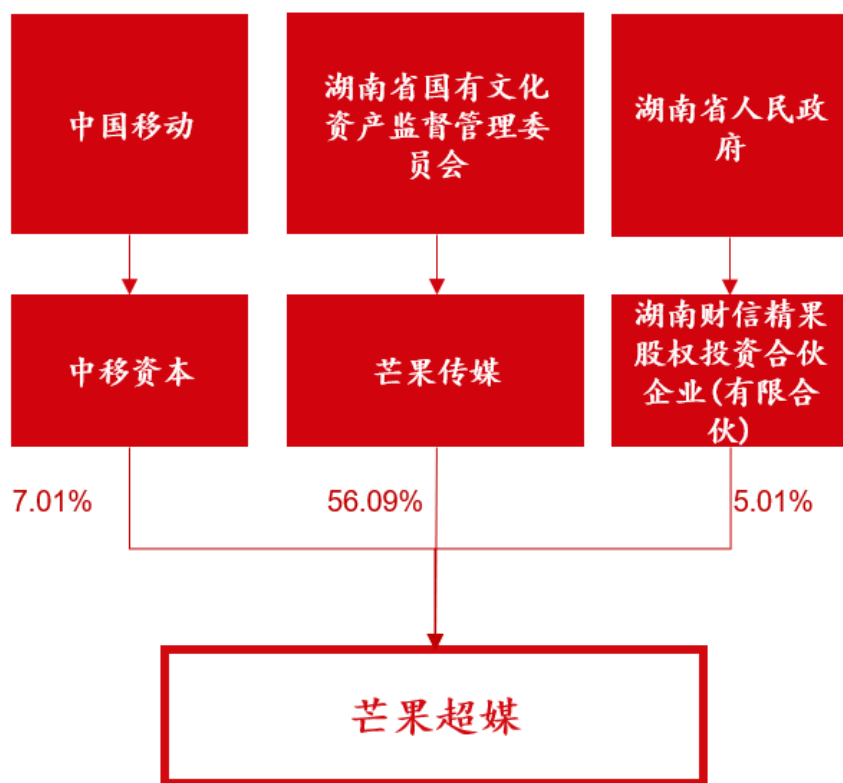 中国移动
湖南省国有文化
资产监督管理委
员会
湖南省人民政
府
中移资本
芒果传媒
湖南财信精果
股权投资合伙
企业(有限合
伙)
7.01%
56.09%
5.01%
芒果超媒